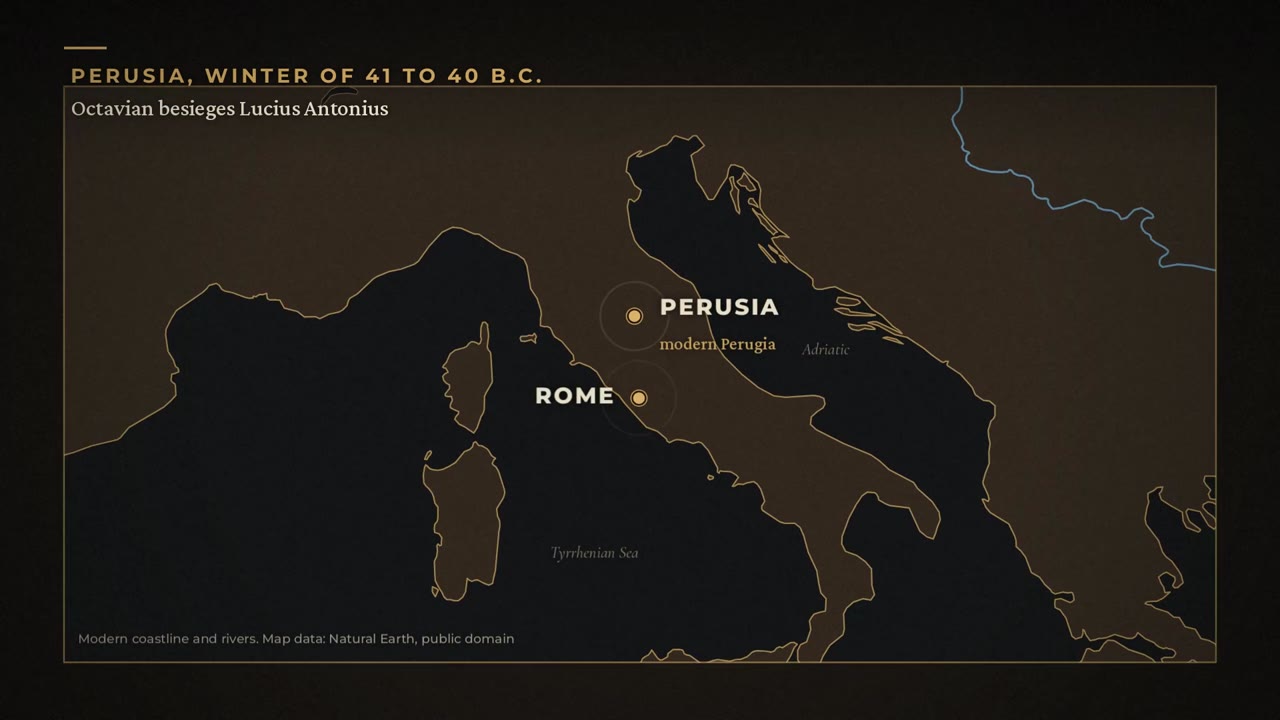 PERUSIA, WINTER OF 41 TO 40 B.C.
Octavian besieges Lucius Antonius
PERUSIA
modern Perugia
Adriatic
ROME
Tyrrhenian Sea
Modern coastline and rivers. Map data: Natural Earth, public domain